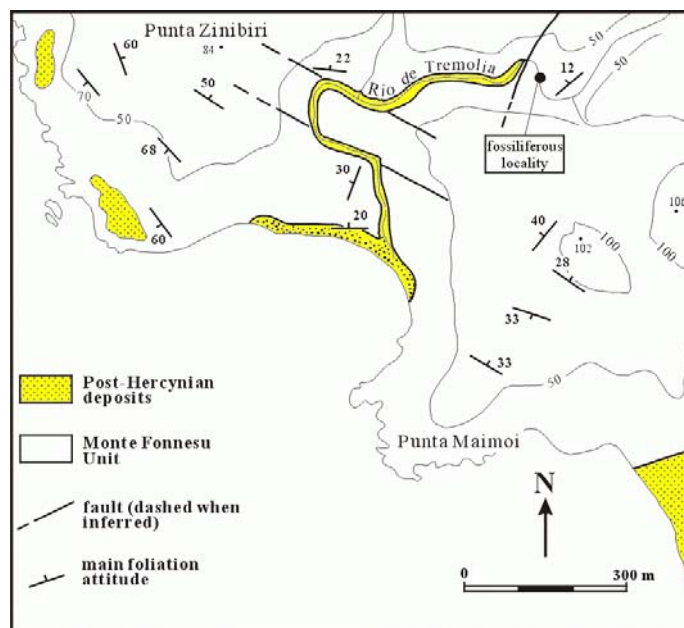 Punta Zinibiri
84
60
70
50
50
68
60
22
Rio de Tremolia
50
50
12
fossiliferous
locality
30
20
40
106
100
100
102
28
33
33
50
Punta Maimoi
Post-Hercynian
deposits
Monte Fonnesu
Unit
fault (dashed when
inferred)
main foliation
attitude
N
0 300 m